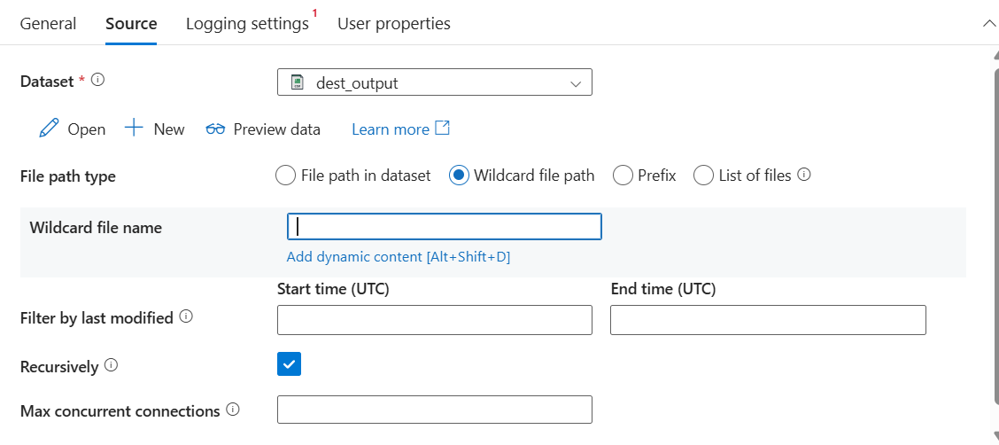 General Source Logging settings 1 User properties
Dataset * dest_output
Open New Preview data Learn more
File path type File path in dataset Wildcard file path Prefix List of files
Wildcard file name
Add dynamic content [Alt+Shift+D]
Start time (UTC) End time (UTC)
Filter by last modified
Recursively
Max concurrent connections